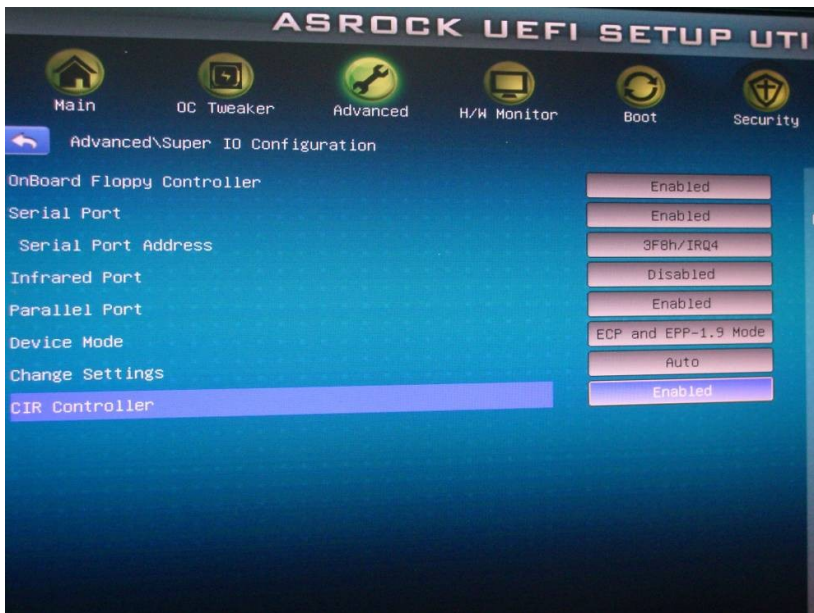 ASROCK UEFI SETUP UTI
Main OC Tweaker Advanced H/W Monitor Boot Security
Advanced\Super IO Configuration
OnBoard Floppy Controller Enabled
Serial Port Enabled
Serial Port Address 3F8h/IRQ4
Infrared Port Disabled
Parallel Port Enabled
Device Mode ECP and EPP-1.9 Mode
Change Settings Auto
CIR Controller Enabled